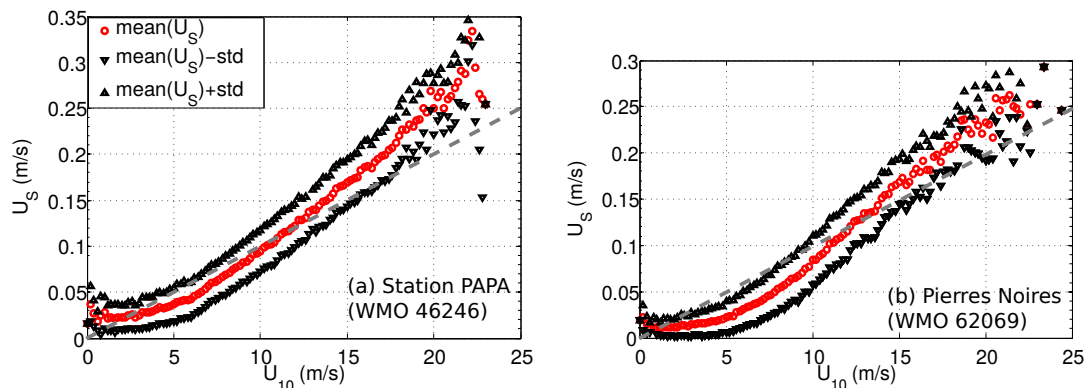 0.35
0.3
0.25
0.2
0.15
0.1
0.05
0
U_S (m/s)
mean(U_S)
mean(U_S)−std
mean(U_S)+std
(a) Station PAPA
(WMO 46246)
0 5 10 15 20 25
U_10 (m/s)
0.3
0.25
0.2
0.15
0.1
0.05
0
U_S (m/s)
(b) Pierres Noires
(WMO 62069)
0 5 10 15 20 25
U_10 (m/s)